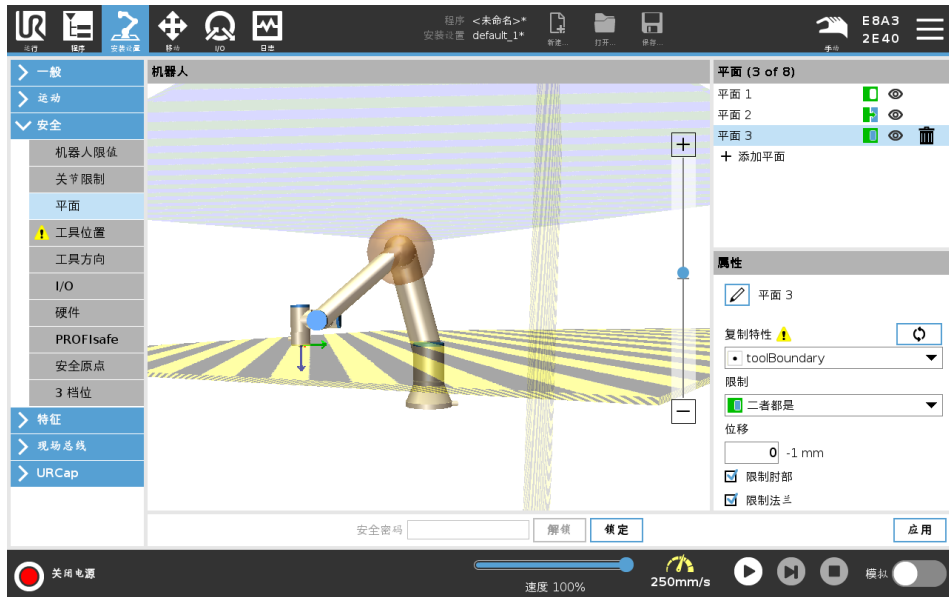 UR
程序 <未命名>*
安装设置 default_1*
E8A3
2E40
运行
程序
安装设置
移动
I/O
日志
新建...
打开...
保存...
手动
一般
运动
安全
机器人限值
关节限制
平面
工具位置
工具方向
I/O
硬件
PROFIsafe
安全原点
3 档位
特征
现场总线
URCap
机器人
平面 (3 of 8)
平面 1
平面 2
平面 3
添加平面
属性
平面 3
复制特性
toolBoundary
限制
二者都是
位移
0 -1 mm
限制肘部
限制法兰
安全密码
解锁
锁定
应用
关闭电源
速度 100%
250mm/s
模拟